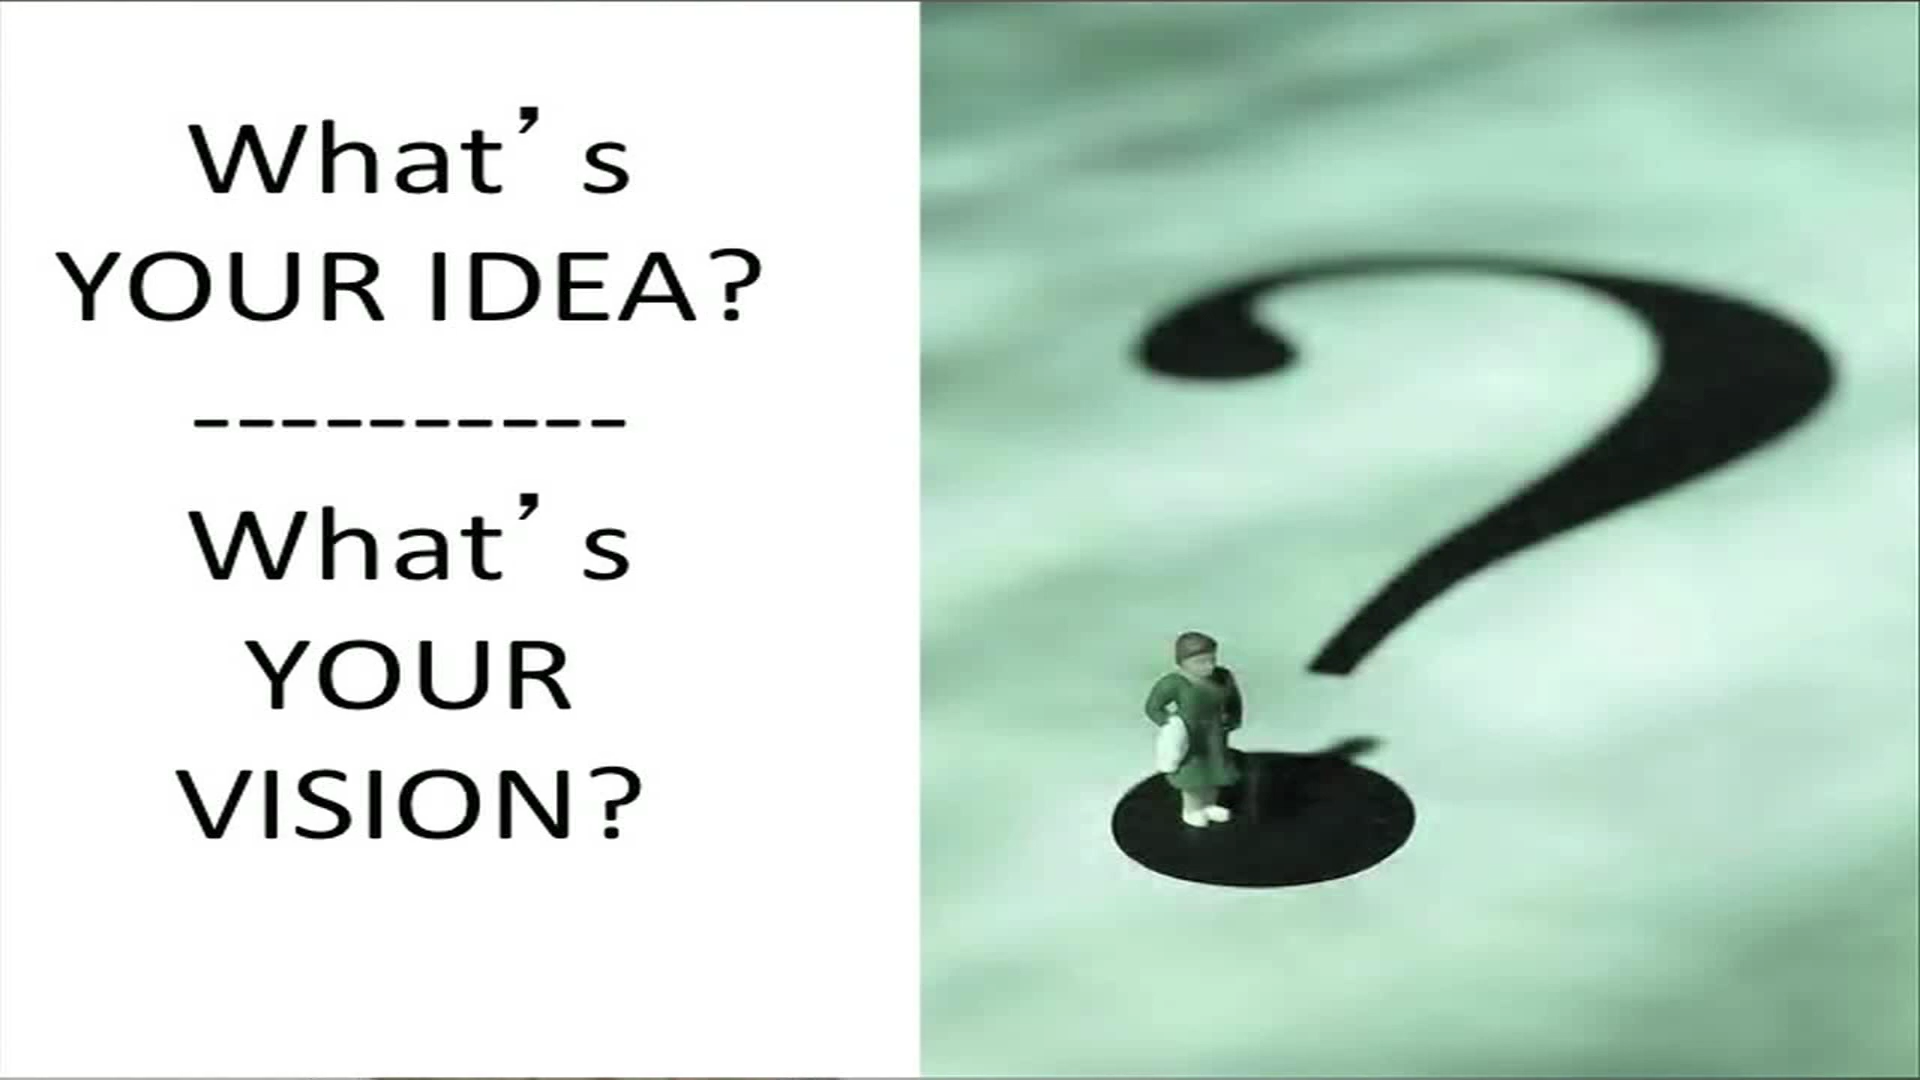 What’s
YOUR IDEA?
----------
What’s
YOUR
VISION?
?